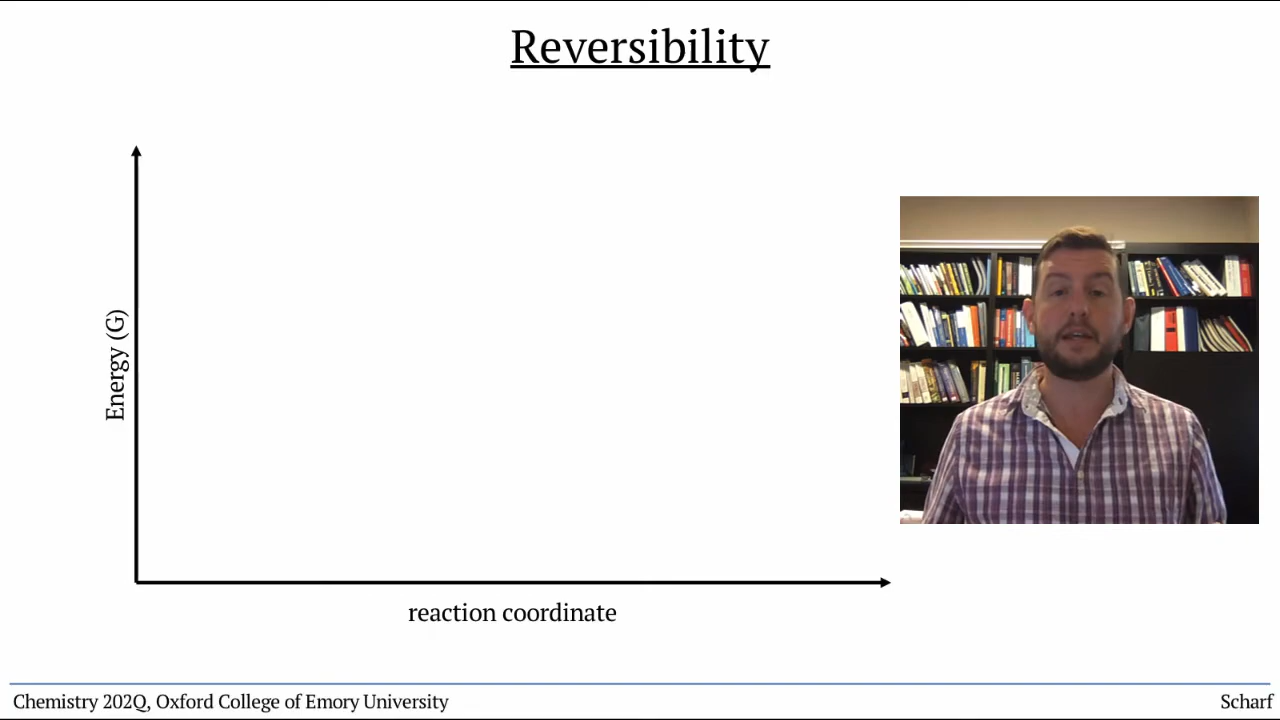 Reversibility
Energy (G)
reaction coordinate
Chemistry 202Q, Oxford College of Emory University
Scharf